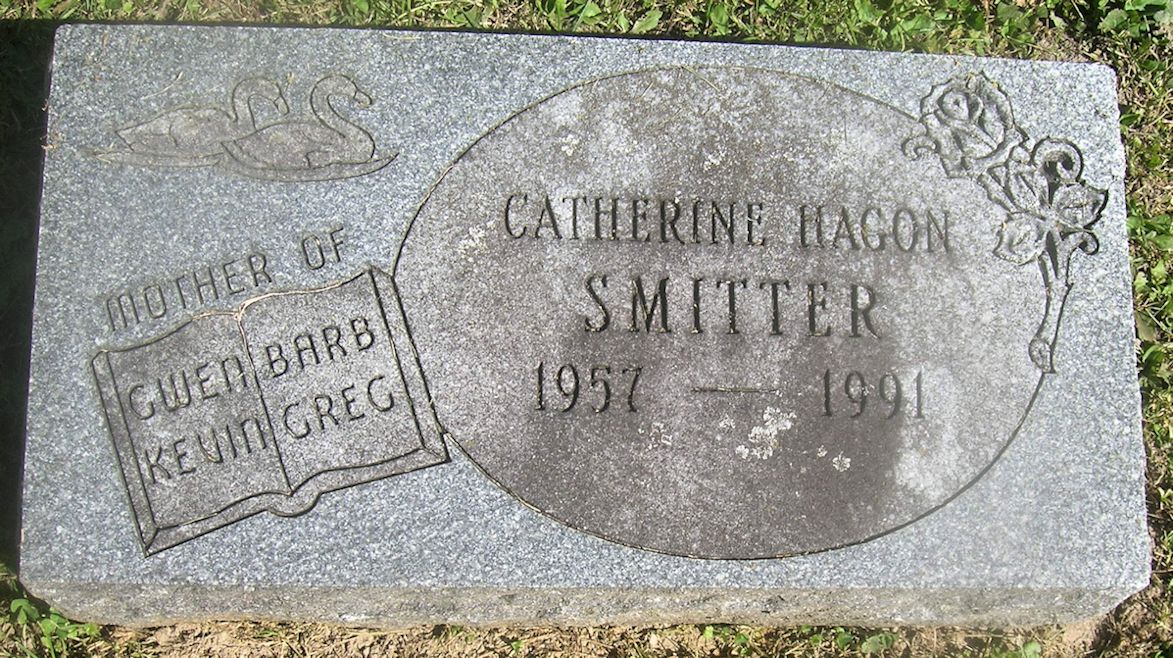 MOTHER OF
GWEN BARB
KEVIN GREG
CATHERINE HAGON
SMITTER
1957 — 1991